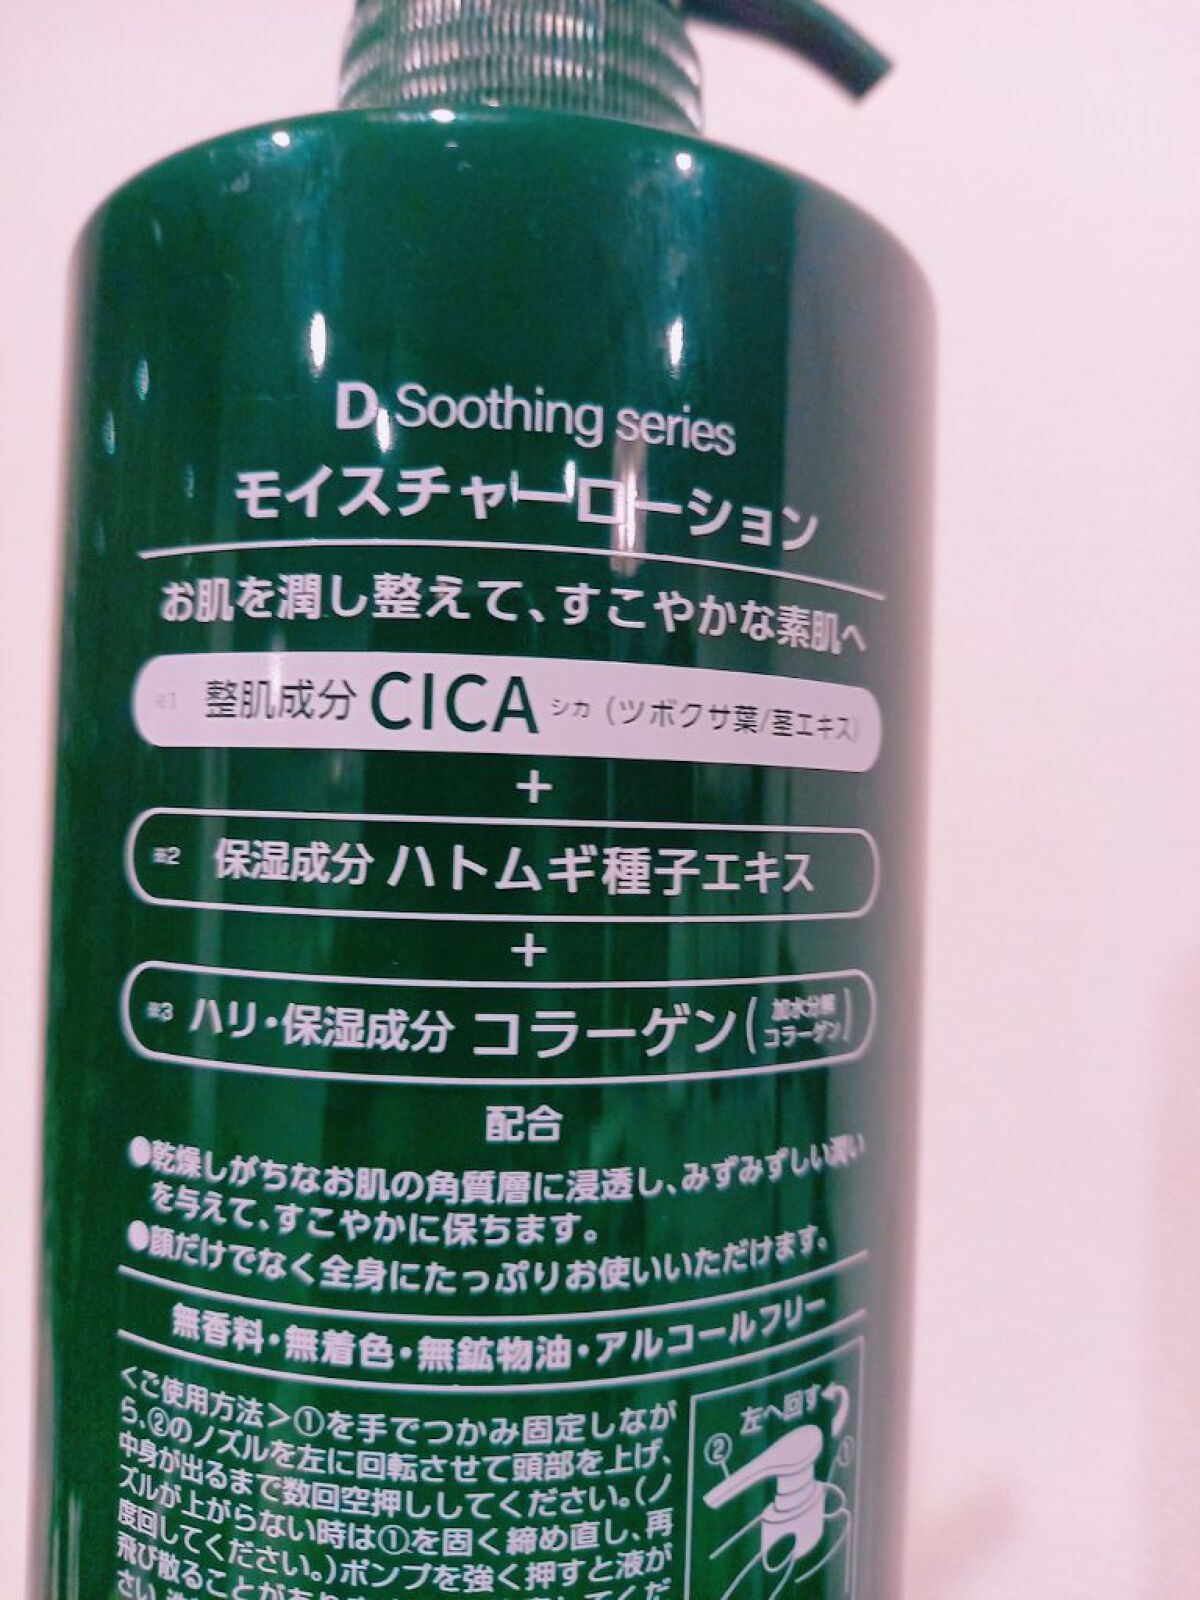 D Soothing series
モイスチャーローション
お肌を潤し整えて、すこやかな素肌へ
※1 整肌成分 CICA シカ (ツボクサ葉/茎エキス)
+
※2 保湿成分 ハトムギ種子エキス
+
※3 ハリ・保湿成分 コラーゲン(加水分解コラーゲン)
配合
●乾燥しがちなお肌の角質層に浸透し、みずみずしい潤い
を与えて、すこやかに保ちます。
●顔だけでなく全身にたっぷりお使いいただけます。
無香料・無着色・無鉱物油・アルコールフリー
<ご使用方法>①を手でつかみ固定しなが
ら、②のノズルを左に回転させて頭部を上げ、
中身が出るまで数回空押ししてください。(ノ
ズルが上がらない時は①を固く締め直し、再
度回してください。)ポンプを強く押すと液が
飛び散ることがあり
左へ回す
②
①